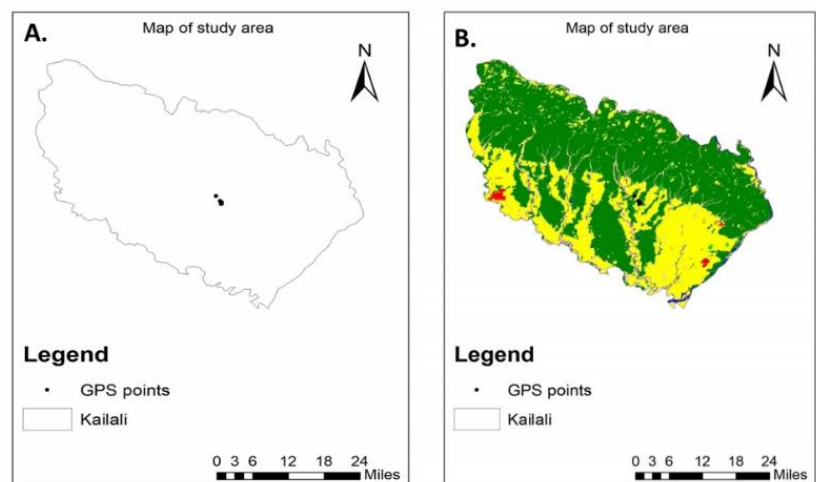 A.
Map of study area
N
Legend
GPS points
Kailali
0 3 6 12 18 24
Miles
B.
Map of study area
N
Legend
GPS points
Kailali
0 3 6 12 18 24
Miles